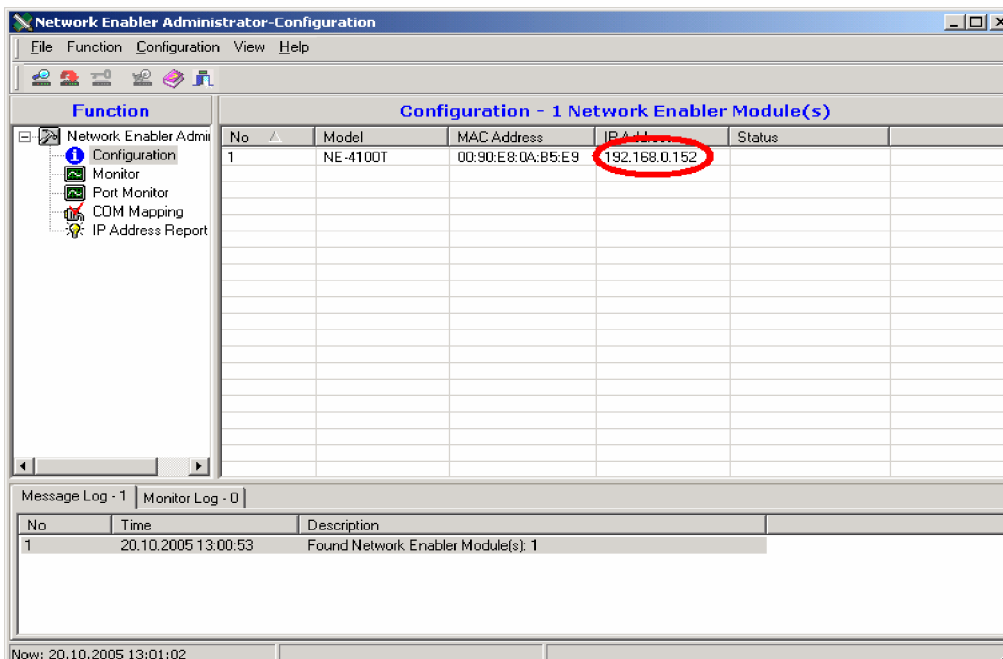 Network Enabler Administrator-Configuration
File Function Configuration View Help
Function
Configuration - 1 Network Enabler Module(s)
Network Enabler Admii
Configuration
Monitor
Port Monitor
COM Mapping
IP Address Report
No Model MAC Address IP Address Status
1 NE-4100T 00:90:E8:0A:B5:E9 192.168.0.152
Message Log - 1 Monitor Log - 0
No Time Description
1 20.10.2005 13:00:53 Found Network Enabler Module(s): 1
Now: 20.10.2005 13:01:02